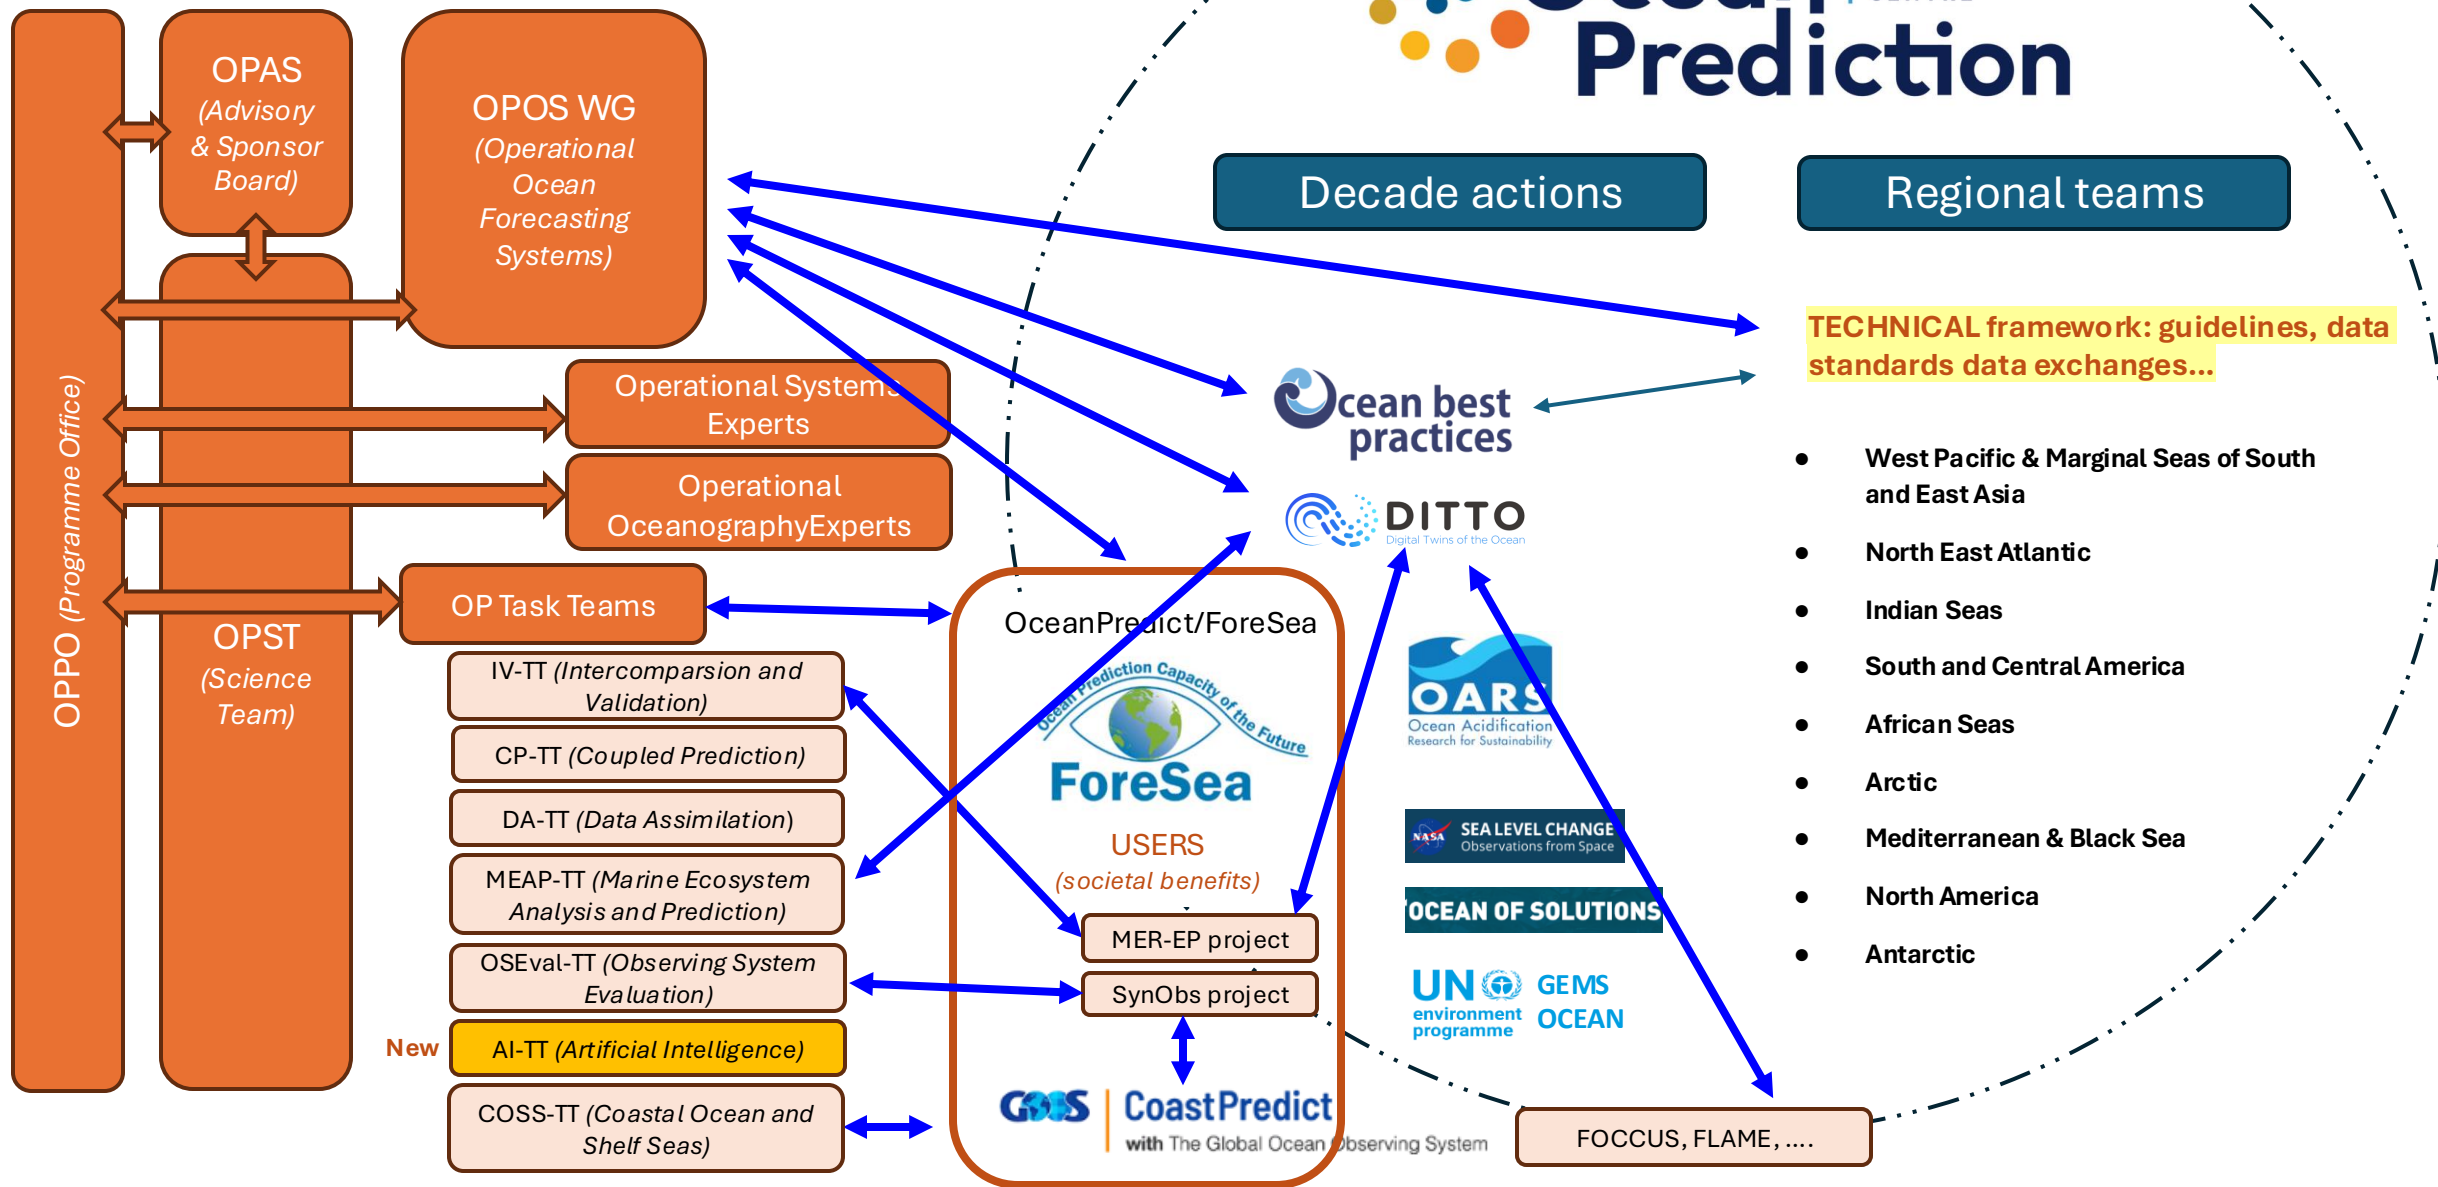 OPPO (Programme Office)
OPAS
(Advisory
& Sponsor
Board)
OPST
(Science
Team)
OPOS WG
(Operational
Ocean
Forecasting
Systems)
Operational Systems
Experts
Operational
OceanographyExperts
OP Task Teams
IV-TT (Intercomparsion and
Validation)
CP-TT (Coupled Prediction)
DA-TT (Data Assimilation)
MEAP-TT (Marine Ecosystem
Analysis and Prediction)
OSEval-TT (Observing System
Evaluation)
New
AI-TT (Artificial Intelligence)
COSS-TT (Coastal Ocean and
Shelf Seas)
OceanPredict/ForeSea
Ocean Prediction Capacity of the Future
ForeSea
USERS
(societal benefits)
MER-EP project
SynObs project
GOOS
CoastPredict
with The Global Ocean Observing System
Prediction
Decade actions
Regional teams
Ocean best
practices
DITTO
Digital Twins of the Ocean
OARS
Ocean Acidification
Research for Sustainability
NASA
SEA LEVEL CHANGE
Observations from Space
OCEAN OF SOLUTIONS
UN
environment
programme
GEMS
OCEAN
FOCCUS, FLAME, ....
TECHNICAL framework: guidelines, data
standards data exchanges...
● West Pacific & Marginal Seas of South
and East Asia
● North East Atlantic
● Indian Seas
● South and Central America
● African Seas
● Arctic
● Mediterranean & Black Sea
● North America
● Antarctic